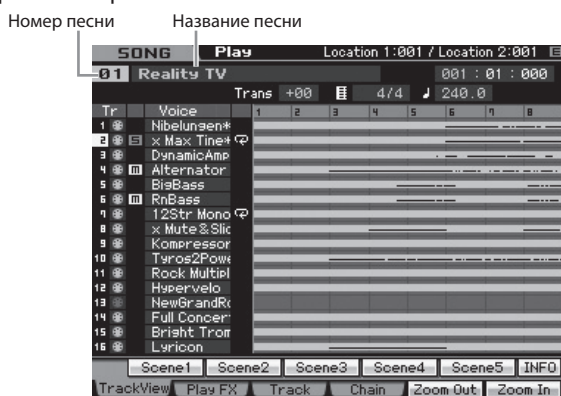 Номер песни Название песни
SONG Play Location 1:001 / Location 2:001
01 Reality TV 001 : 01 : 000
Trans +00 4/4 240.0
Tr Voice 1 2 3 4 5 6 7 8
1 Nibelungen*
2 S x Max Tine*
3 DynamicAmp
4 m Alternator
5 BigBass
6 m RnBass
7 12Str Mono
8 x Mute&Slic
9 Kompressor
10 Tyros2Powe
11 Rock Multipl
12 Hypervelo
13 NewGrandRo
14 Full Concer
15 Bright Trom
16 Lyricon
Scene1 Scene2 Scene3 Scene4 Scene5 INFO
TrackView Play FX Track Chain Zoom Out Zoom In